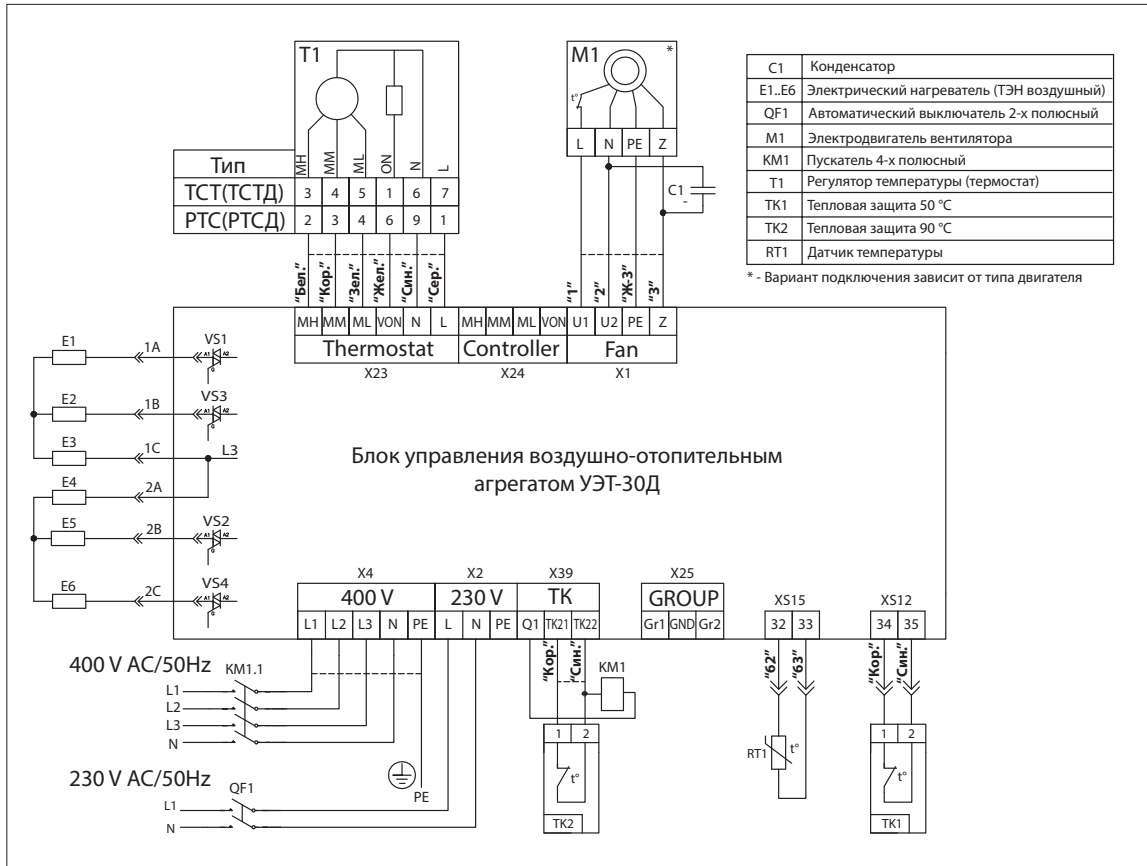 T1
MH MM ML ON N L
Тип
ТСТ(ТСТД) 3 4 5 1 6 7
РТС(РТСД) 2 3 4 6 9 1
"Бел." "Кор." "Зел." "Жел." "Син." "Сер."
M1 *
t°
L N PE Z
C1
"1" "2" "Ж-З" "3"
C1 Конденсатор
E1..E6 Электрический нагреватель (ТЭН воздушный)
QF1 Автоматический выключатель 2-х полюсный
M1 Электродвигатель вентилятора
KM1 Пускатель 4-х полюсный
T1 Регулятор температуры (термостат)
TK1 Тепловая защита 50 °C
TK2 Тепловая защита 90 °C
RT1 Датчик температуры
* - Вариант подключения зависит от типа двигателя
MH MM ML VON N L MH MM ML VON U1 U2 PE Z
Thermostat Controller Fan
X23 X24 X1
E1 1A VS1 A1 A2 G
E2 1B VS3 A1 A2 G
E3 1C L3
E4 2A
E5 2B VS2 A1 A2 G
E6 2C VS4 A1 A2 G
Блок управления воздушно-отопительным
агрегатом УЭТ-30Д
X4 X2 X39 X25 XS15 XS12
400 V 230 V TK GROUP
L1 L2 L3 N PE L N PE Q1 TK21 TK22 Gr1 GND Gr2 32 33 34 35
"Кор." "Син." "62" "63" "Кор." "Син."
400 V AC/50Hz
KM1.1
L1
L2
L3
N
KM1
230 V AC/50Hz
QF1
L1
N
PE
1 2
t°
TK2
RT1 t°
1 2
t°
TK1